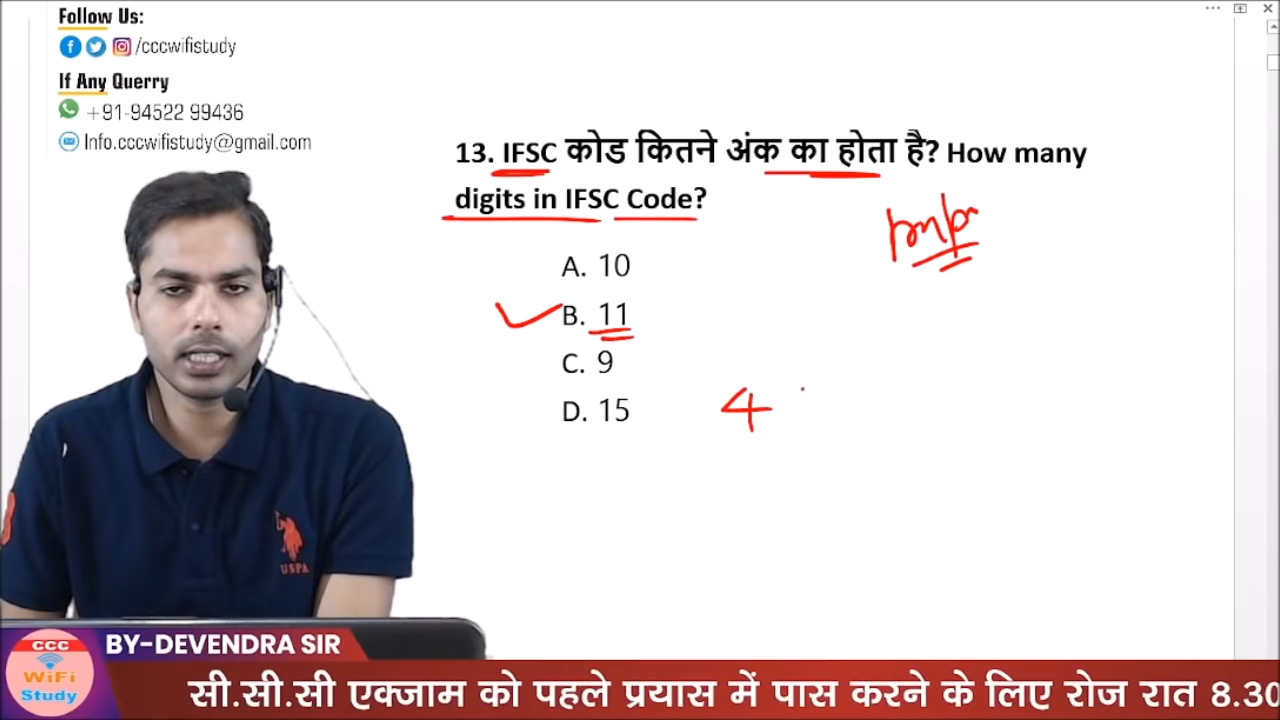 Follow Us:
/cccwifistudy
If Any Querry
+91-94522 99436
Info.cccwifistudy@gmail.com
13. IFSC कोड कितने अंक का होता है? How many
digits in IFSC Code?
Imp
A. 10
B. 11
C. 9
D. 15
4
USPA
CCC
WiFi
Study
BY-DEVENDRA SIR
सी.सी.सी एक्जाम को पहले प्रयास में पास करने के लिए रोज रात 8.30